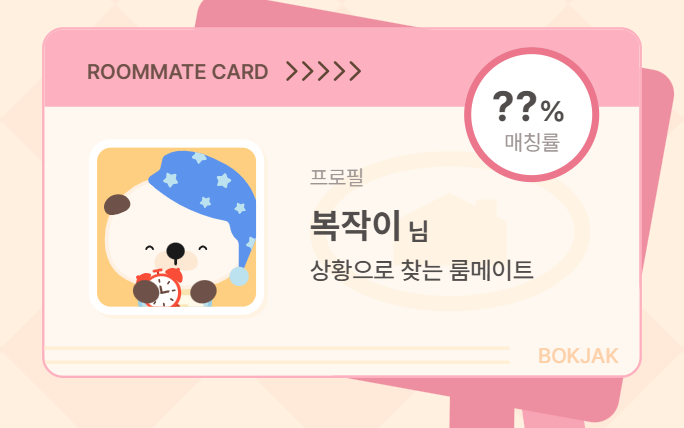 ROOMMATE CARD >>>>>
??%
매칭률
프로필
복작이 님
상황으로 찾는 룸메이트
BOKJAK